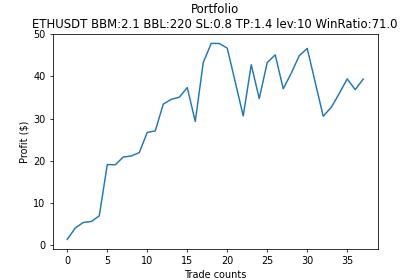 Portfolio
ETHUSDT BBM:2.1 BBL:220 SL:0.8 TP:1.4 lev:10 WinRatio:71.0
50
40
30
20
10
0
Profit ($)
0 5 10 15 20 25 30 35
Trade counts